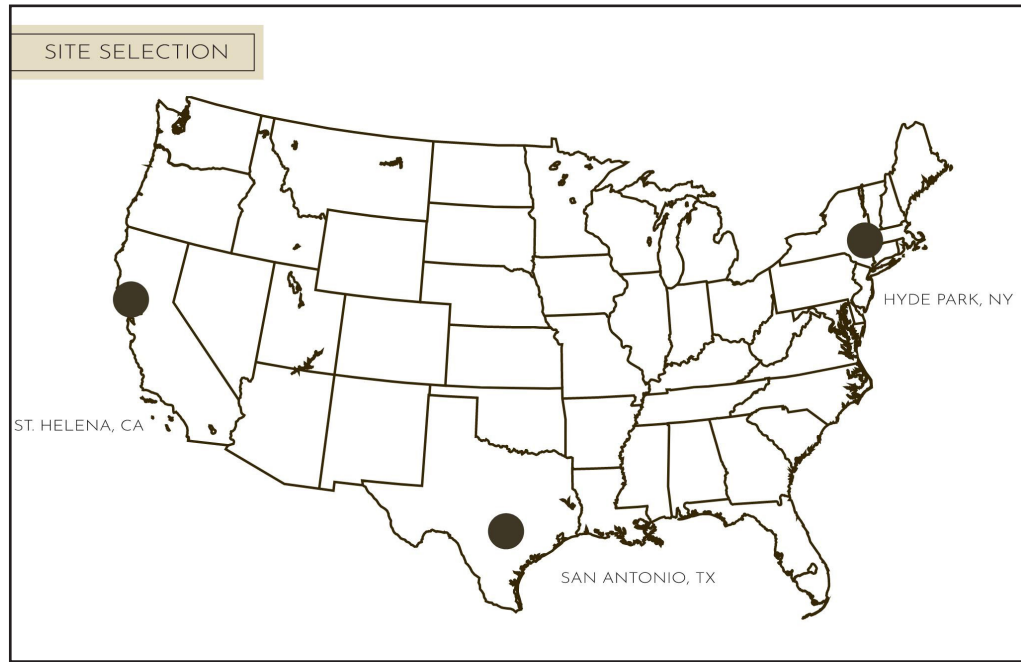 SITE SELECTION
HYDE PARK, NY
ST. HELENA, CA
SAN ANTONIO, TX